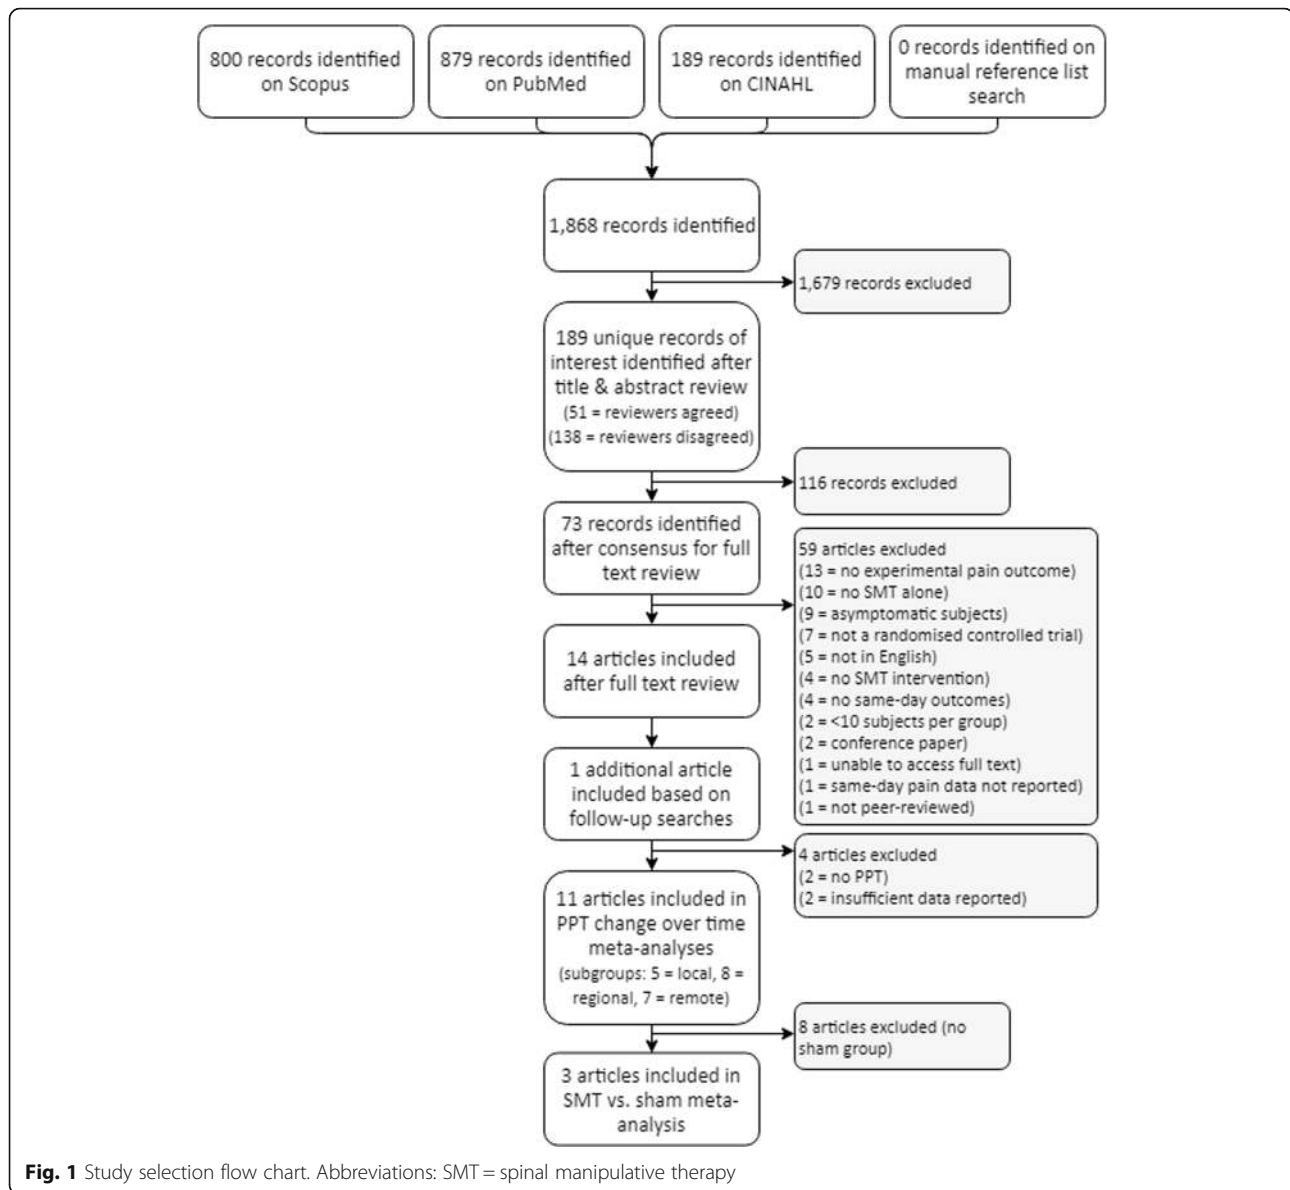 800 records identified
on Scopus
879 records identified
on PubMed
189 records identified
on CINAHL
0 records identified on
manual reference list
search
1,868 records identified
1,679 records excluded
189 unique records of
interest identified after
title & abstract review
(51 = reviewers agreed)
(138 = reviewers disagreed)
116 records excluded
73 records identified
after consensus for full
text review
59 articles excluded
(13 = no experimental pain outcome)
(10 = no SMT alone)
(9 = asymptomatic subjects)
(7 = not a randomised controlled trial)
(5 = not in English)
(4 = no SMT intervention)
(4 = no same-day outcomes)
(2 = <10 subjects per group)
(2 = conference paper)
(1 = unable to access full text)
(1 = same-day pain data not reported)
(1 = not peer-reviewed)
14 articles included
after full text review
1 additional article
included based on
follow-up searches
4 articles excluded
(2 = no PPT)
(2 = insufficient data reported)
11 articles included in
PPT change over time
meta-analyses
(subgroups: 5 = local, 8 =
regional, 7 = remote)
8 articles excluded (no
sham group)
3 articles included in
SMT vs. sham meta-
analysis
Fig. 1 Study selection flow chart. Abbreviations: SMT = spinal manipulative therapy